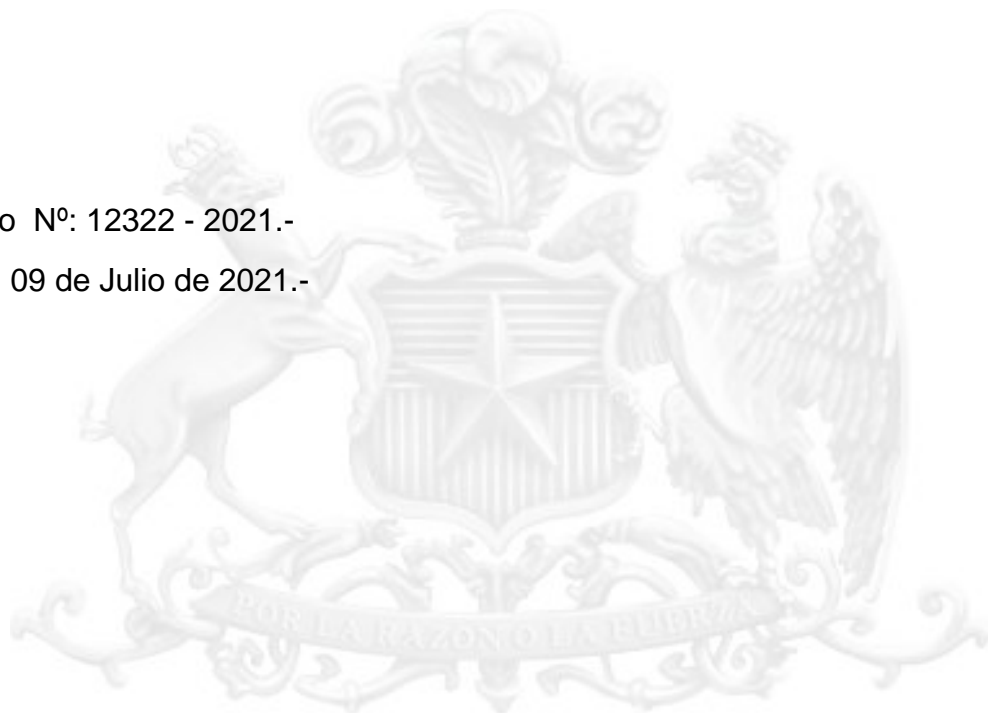 o Nº: 12322 - 2021.-
09 de Julio de 2021.-
POR LA RAZON O LA FUERZA